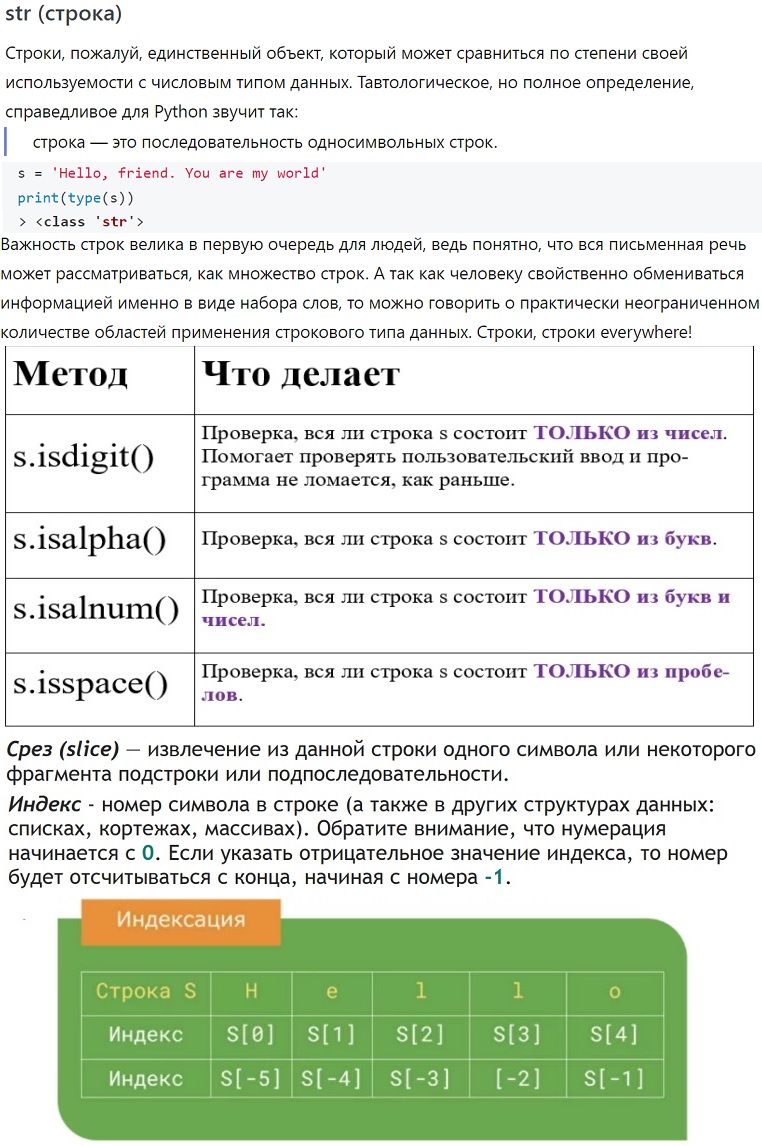 str (строка)
Строки, пожалуй, единственный объект, который может сравниться по степени своей
используемости с числовым типом данных. Тавтологическое, но полное определение,
справедливое для Python звучит так:
строка — это последовательность односимвольных строк.
s = 'Hello, friend. You are my world'
print(type(s))
> <class 'str'>
Важность строк велика в первую очередь для людей, ведь понятно, что вся письменная речь
может рассматриваться, как множество строк. А так как человеку свойственно обмениваться
информацией именно в виде набора слов, то можно говорить о практически неограниченном
количестве областей применения строкового типа данных. Строки, строки everywhere!
Метод Что делает
s.isdigit() Проверка, вся ли строка s состоит ТОЛЬКО из чисел.
Помогает проверять пользовательский ввод и про-
грамма не ломается, как раньше.
s.isalpha() Проверка, вся ли строка s состоит ТОЛЬКО из букв.
s.isalnum() Проверка, вся ли строка s состоит ТОЛЬКО из букв и
чисел.
s.isspace() Проверка, вся ли строка s состоит ТОЛЬКО из пробе-
лов.
Срез (slice) — извлечение из данной строки одного символа или некоторого
фрагмента подстроки или подпоследовательности.
Индекс - номер символа в строке (а также в других структурах данных:
списках, кортежах, массивах). Обратите внимание, что нумерация
начинается с 0. Если указать отрицательное значение индекса, то номер
будет отсчитываться с конца, начиная с номера -1.
Индексация
Строка S H e l l o
Индекс S[0] S[1] S[2] S[3] S[4]
Индекс S[-5] S[-4] S[-3] [-2] S[-1]